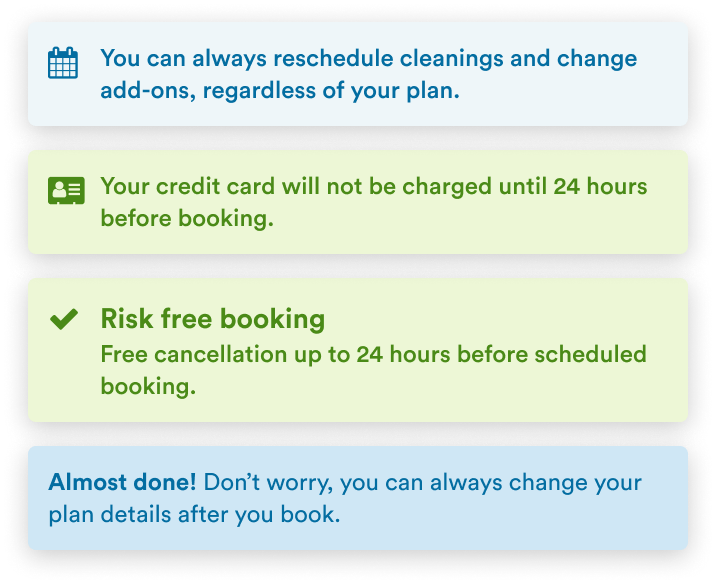 You can always reschedule cleanings and change
add-ons, regardless of your plan.
Your credit card will not be charged until 24 hours
before booking.
Risk free booking
Free cancellation up to 24 hours before scheduled
booking.
Almost done! Don’t worry, you can always change your
plan details after you book.